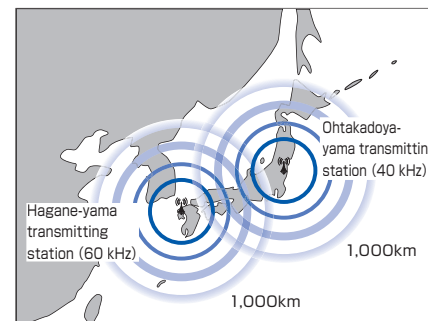 Ohtakadoya-
yama transmittin
station (40 kHz)
Hagane-yama
transmitting
station (60 kHz)
1,000km
1,000km